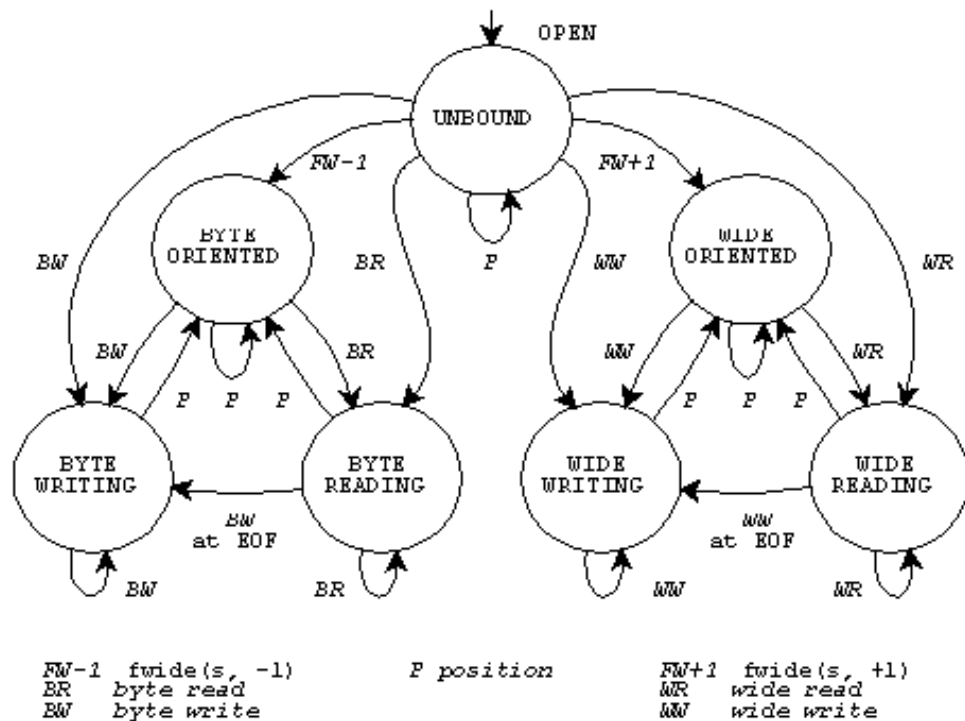 OPEN
UNBOUND
FW-1
FW+1
P
BYTE
ORIENTED
WIDE
ORIENTED
BW
BR
WW
WR
BW
BR
WW
WR
P
P
P
P
P
P
BYTE
WRITING
BYTE
READING
WIDE
WRITING
WIDE
READING
BW
at EOF
WW
at EOF
BW
BR
WW
WR
FW-1 fwide(s, -1)
BR byte read
BW byte write
P position
FW+1 fwide(s, +1)
WR wide read
WW wide write